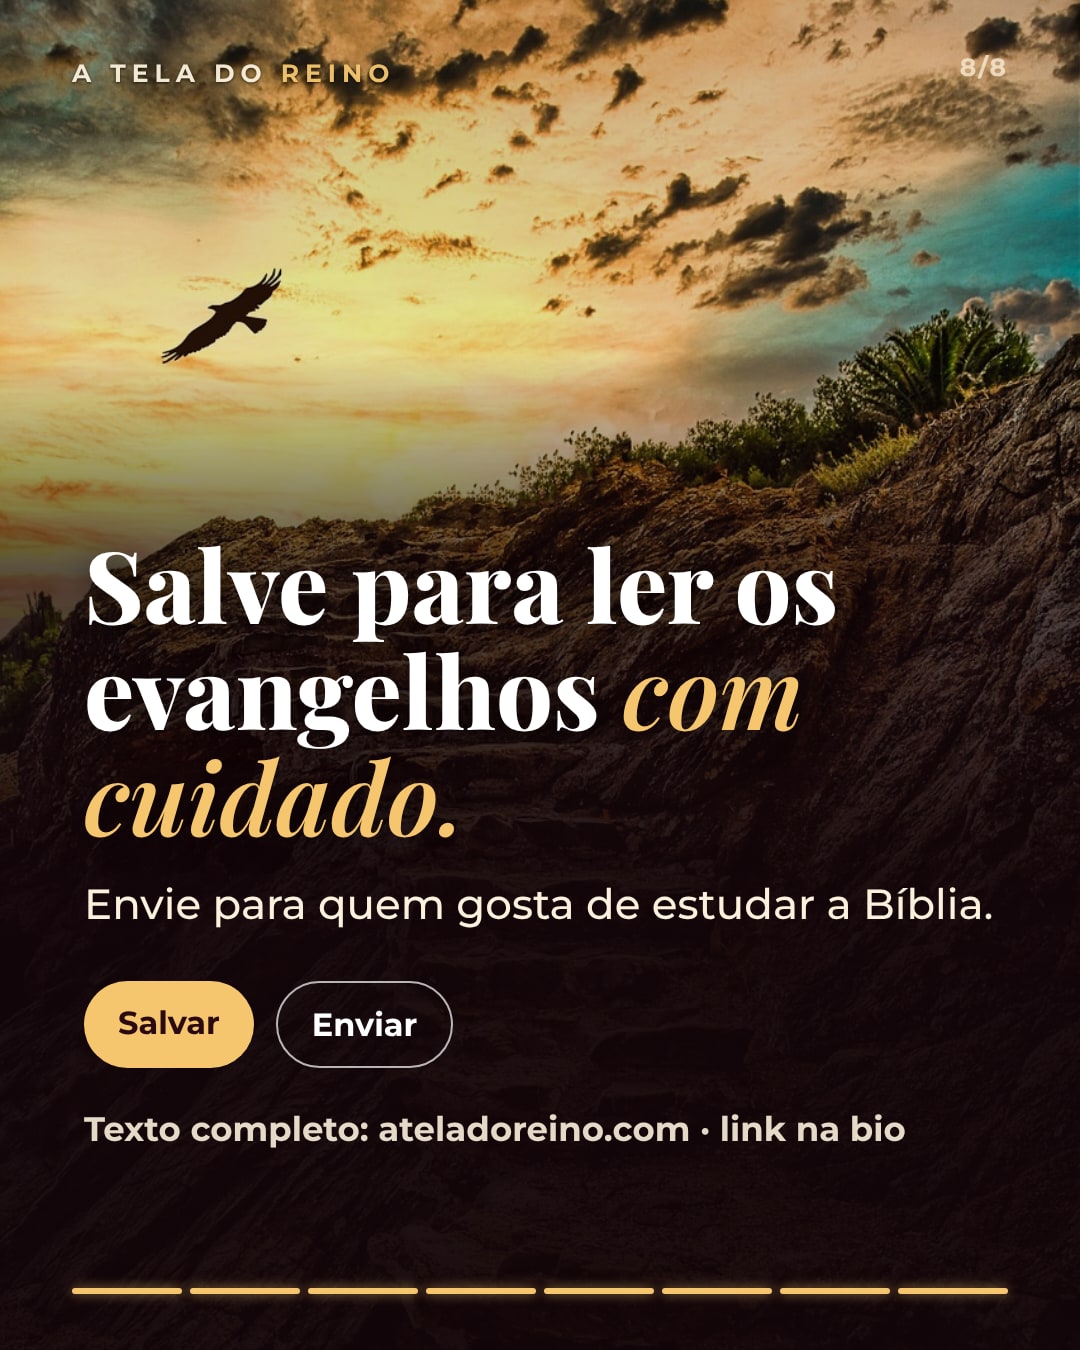 A TELA DO REINO
8/8
Salve para ler os
evangelhos com
cuidado.
Envie para quem gosta de estudar a Bíblia.
Salvar
Enviar
Texto completo: ateladoreino.com · link na bio